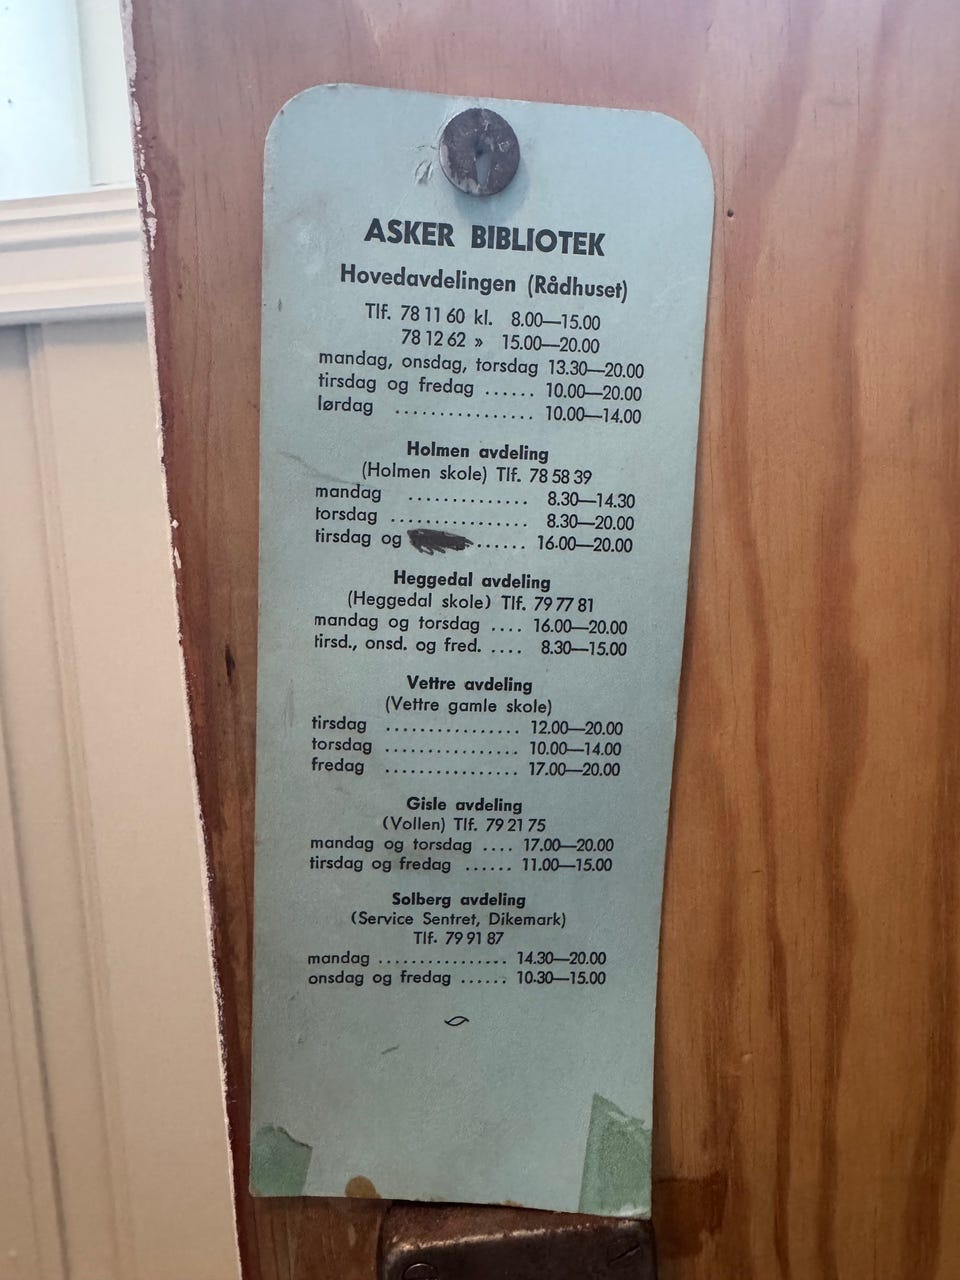 ASKER BIBLIOTEK
Hovedavdelingen (Rådhuset)
Tlf. 78 11 60 kl. 8.00—15.00
78 12 62 » 15.00—20.00
mandag, onsdag, torsdag 13.30—20.00
tirsdag og fredag ...... 10.00—20.00
lørdag ................ 10.00—14.00
Holmen avdeling
(Holmen skole) Tlf. 78 58 39
mandag .............. 8.30—14.30
torsdag ................ 8.30—20.00
tirsdag og ...... 16.00—20.00
Heggedal avdeling
(Heggedal skole) Tlf. 79 77 81
mandag og torsdag .... 16.00—20.00
tirsd., onsd. og fred. .... 8.30—15.00
Vettre avdeling
(Vettre gamle skole)
tirsdag ................ 12.00—20.00
torsdag ................ 10.00—14.00
fredag ................ 17.00—20.00
Gisle avdeling
(Vollen) Tlf. 79 21 75
mandag og torsdag .... 17.00—20.00
tirsdag og fredag ...... 11.00—15.00
Solberg avdeling
(Service Sentret, Dikemark)
Tlf. 79 91 87
mandag ................ 14.30—20.00
onsdag og fredag ...... 10.30—15.00